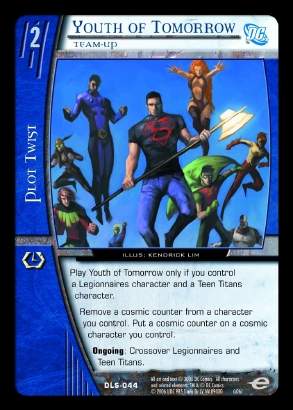 2
YOUTH OF TOMORROW
TEAM-UP
DC
PLOT TWIST
ILLUS: KENDRICK LIM
Play Youth of Tomorrow only if you control
a Legionnaires character and a Teen Titans
character.
Remove a cosmic counter from a character
you control. Put a cosmic counter on a cosmic
character you control.
Ongoing: Crossover Legionnaires and
Teen Titans.
DLS-044